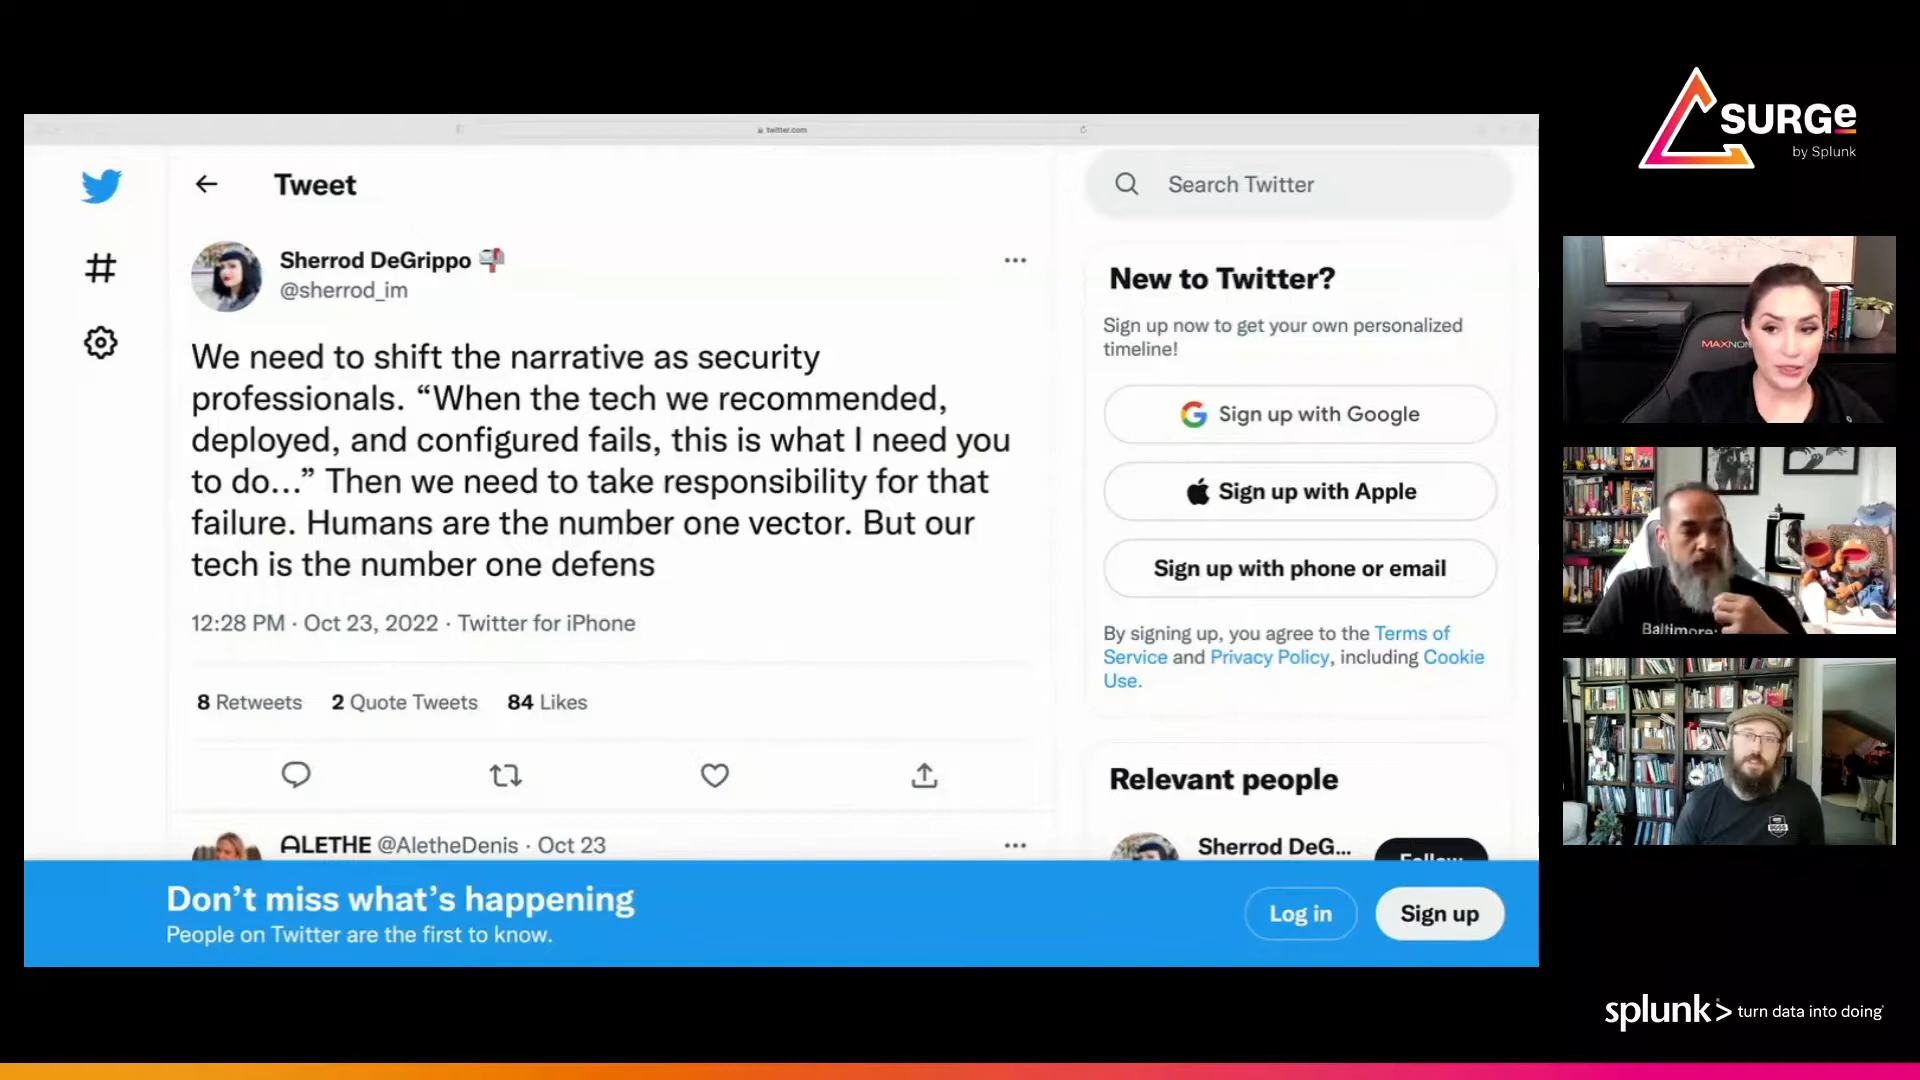 twitter.com
Tweet
Search Twitter
Sherrod DeGrippo
@sherrod_im
We need to shift the narrative as security
professionals. “When the tech we recommended,
deployed, and configured fails, this is what I need you
to do...” Then we need to take responsibility for that
failure. Humans are the number one vector. But our
tech is the number one defens
12:28 PM · Oct 23, 2022 · Twitter for iPhone
8 Retweets 2 Quote Tweets 84 Likes
ALETHE @AletheDenis · Oct 23
New to Twitter?
Sign up now to get your own personalized
timeline!
Sign up with Google
Sign up with Apple
Sign up with phone or email
By signing up, you agree to the Terms of
Service and Privacy Policy, including Cookie
Use.
Relevant people
Sherrod DeG...
Follow
Don’t miss what’s happening
People on Twitter are the first to know.
Log in
Sign up
SURGe
by Splunk
MAXNOM
Baltimore:
splunk> turn data into doing